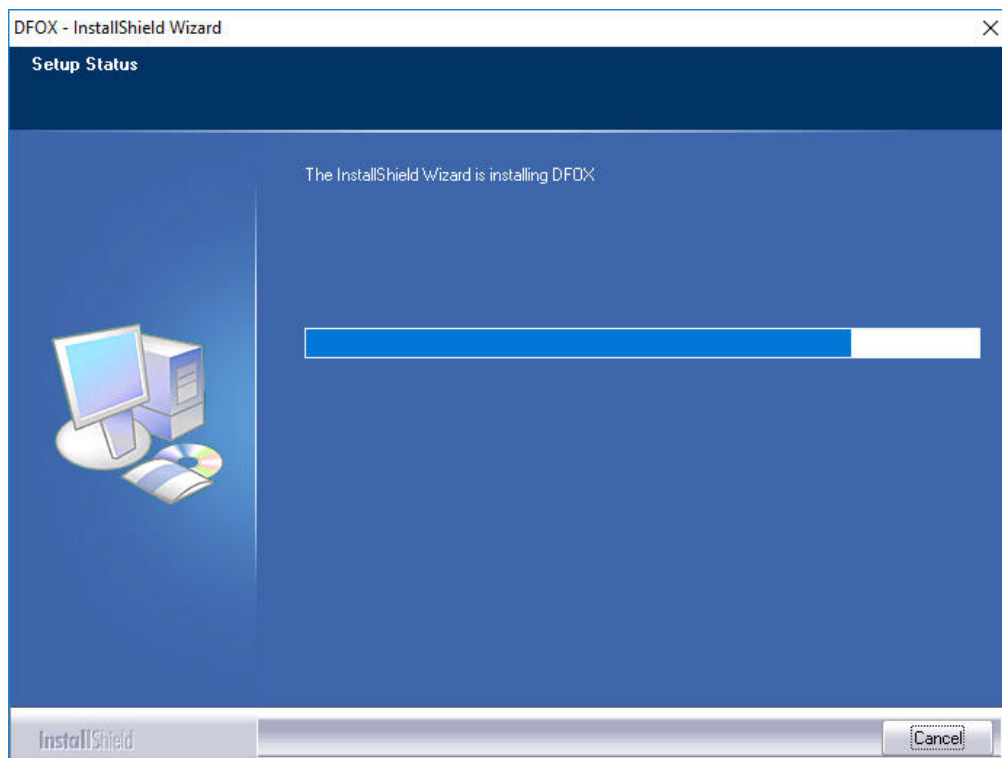 DFOX - InstallShield Wizard
Setup Status
The InstallShield Wizard is installing DFOX
InstallShield
Cancel